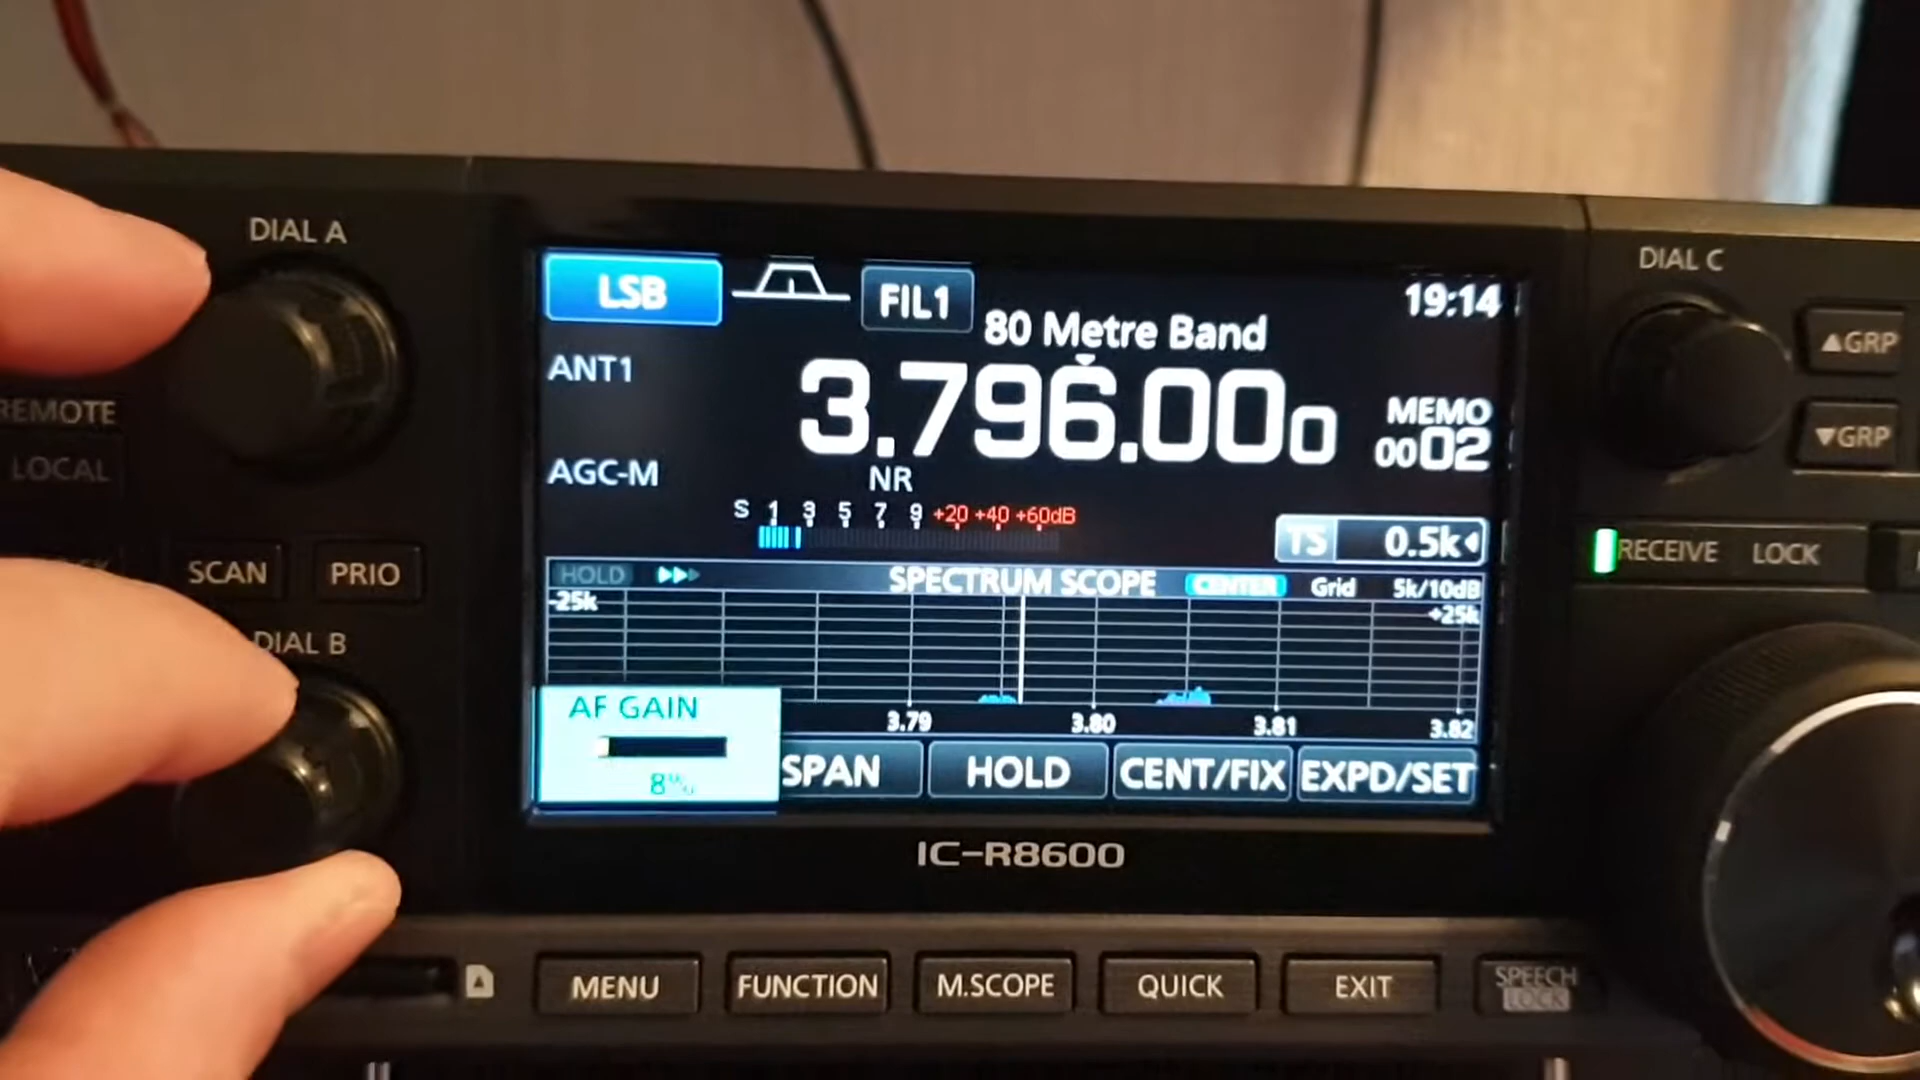 DIAL A
DIAL C
LSB
FIL1
80 Metre Band
19:14
▲GRP
ANT1
3.796.000
MEMO
0002
▼GRP
REMOTE
LOCAL
AGC-M
NR
S 1 3 5 7 9 +20 +40 +60dB
TS 0.5k
RECEIVE LOCK
SCAN PRIO
HOLD SPECTRUM SCOPE CENTER Grid 5k/10dB
-25k +25k
DIAL B
AF GAIN
8%
3.79 3.80 3.81 3.82
SPAN HOLD CENT/FIX EXPD/SET
IC-R8600
MENU FUNCTION M.SCOPE QUICK EXIT SPEECH
LOCK